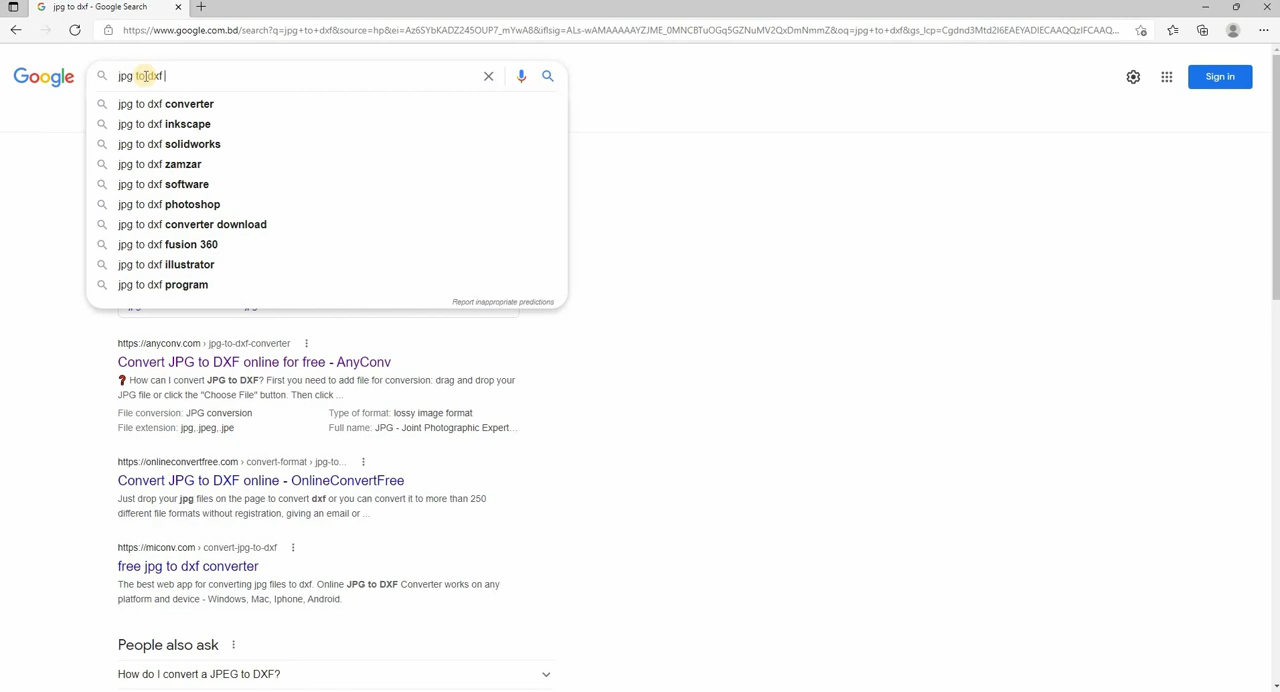 jpg to dxf - Google Search
https://www.google.com.bd/search?q=jpg+to+dxf&source=hp&ei=Az6SYbKADZ245OUP7_mYwA8&iflsig=ALs-wAMAAAAAYZJME_0MNCBTuOGq5GZNuMV2QxDmNmmZ&oq=jpg+to+dxf&gs_lcp=Cgdnd3Mtd2l6EAEYADIECAAQQzIFCAAQ...
Google
jpg to dxf
Sign in
jpg to dxf converter
jpg to dxf inkscape
jpg to dxf solidworks
jpg to dxf zamzar
jpg to dxf software
jpg to dxf photoshop
jpg to dxf converter download
jpg to dxf fusion 360
jpg to dxf illustrator
jpg to dxf program
Report inappropriate predictions
https://anyconv.com › jpg-to-dxf-converter
Convert JPG to DXF online for free - AnyConv
❓ How can I convert JPG to DXF? First you need to add file for conversion: drag and drop your
JPG file or click the "Choose File" button. Then click ...
File conversion: JPG conversion
Type of format: lossy image format
File extension: jpg,.jpeg,.jpe
Full name: JPG - Joint Photographic Expert...
https://onlineconvertfree.com › convert-format › jpg-to...
Convert JPG to DXF online - OnlineConvertFree
Just drop your jpg files on the page to convert dxf or you can convert it to more than 250
different file formats without registration, giving an email or ...
https://miconv.com › convert-jpg-to-dxf
free jpg to dxf converter
The best web app for converting jpg files to dxf. Online JPG to DXF Converter works on any
platform and device - Windows, Mac, Iphone, Android.
People also ask
How do I convert a JPEG to DXF?